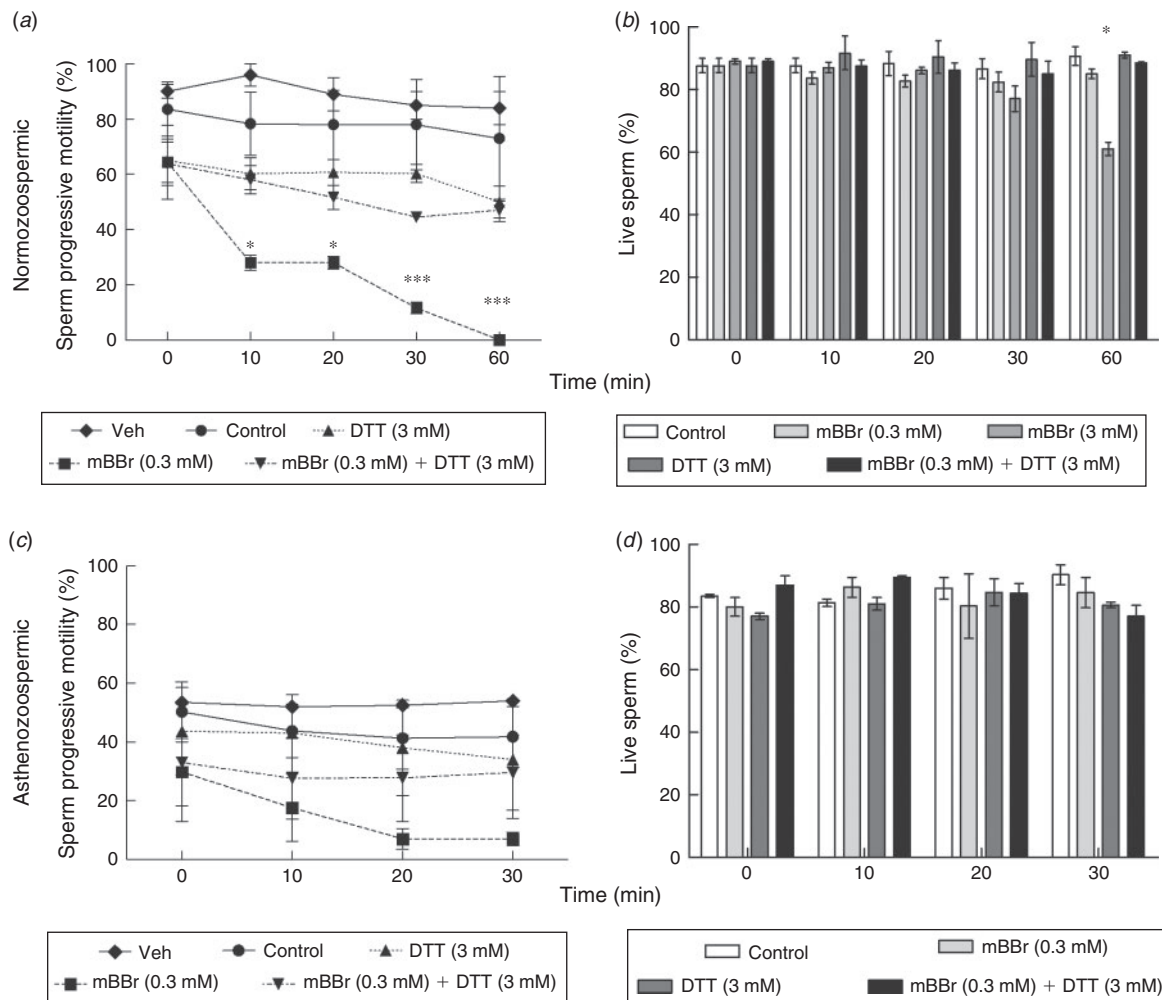 (a)
Normozoospermic
Sperm progressive motility (%)
100
80
60
40
20
0
*
*
***
***
0 10 20 30 60
(b)
Live sperm (%)
100
80
60
40
20
0
*
0 10 20 30 60
Time (min)
Veh Control DTT (3 mM)
mBBr (0.3 mM) mBBr (0.3 mM) + DTT (3 mM)
Control mBBr (0.3 mM) mBBr (3 mM)
DTT (3 mM) mBBr (0.3 mM) + DTT (3 mM)
(c)
Asthenozoospermic
Sperm progressive motility (%)
100
80
60
40
20
0
0 10 20 30
(d)
Live sperm (%)
100
80
60
40
20
0
0 10 20 30
Time (min)
Veh Control DTT (3 mM)
mBBr (0.3 mM) mBBr (0.3 mM) + DTT (3 mM)
Control mBBr (0.3 mM)
DTT (3 mM) mBBr (0.3 mM) + DTT (3 mM)